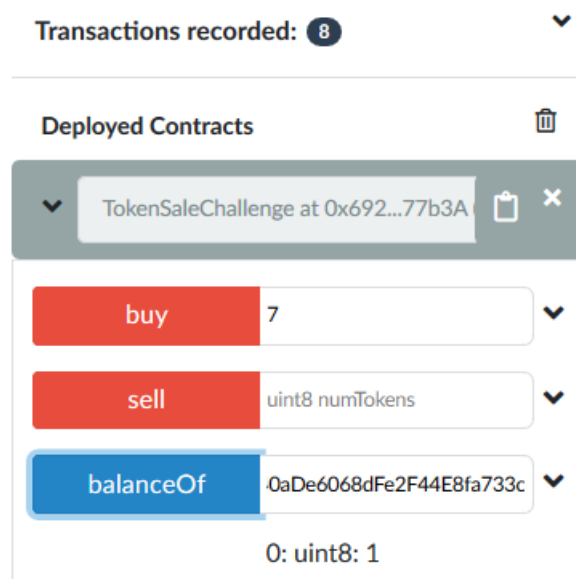 Transactions recorded: 8
Deployed Contracts
TokenSaleChallenge at 0x692...77b3A
buy 7
sell uint8 numTokens
balanceOf 0aDe6068dFe2F44E8fa733c
0: uint8: 1